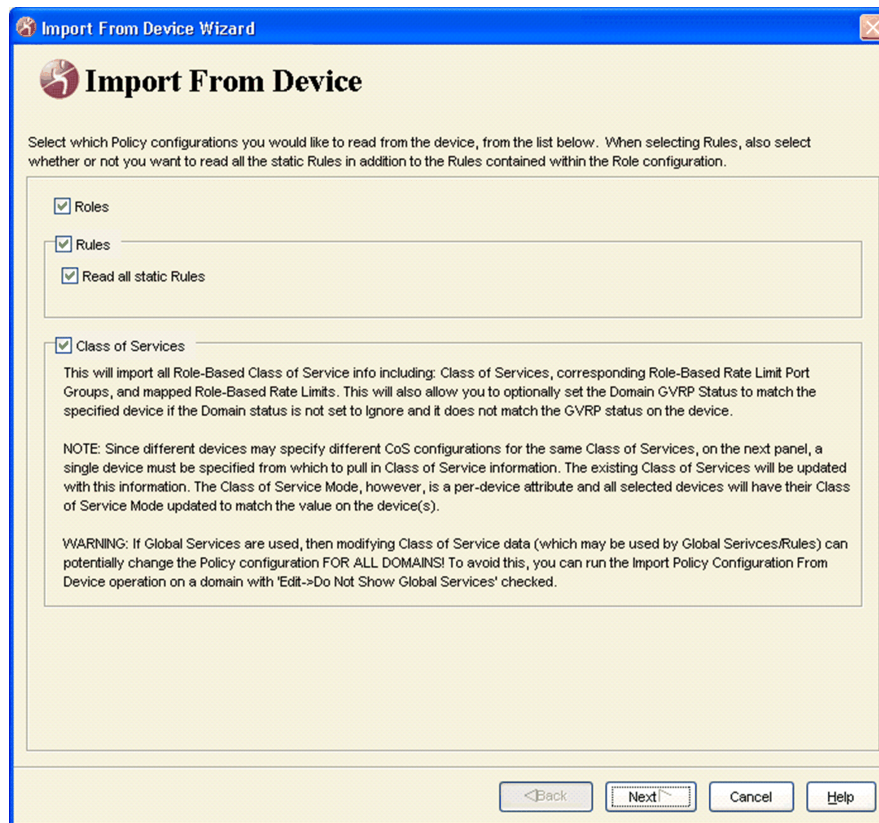 Import From Device Wizard
Import From Device
Select which Policy configurations you would like to read from the device, from the list below. When selecting Rules, also select
whether or not you want to read all the static Rules in addition to the Rules contained within the Role configuration.
Roles
Rules
Read all static Rules
Class of Services
This will import all Role-Based Class of Service info including: Class of Services, corresponding Role-Based Rate Limit Port
Groups, and mapped Role-Based Rate Limits. This will also allow you to optionally set the Domain GVRP Status to match the
specified device if the Domain status is not set to Ignore and it does not match the GVRP status on the device.
NOTE: Since different devices may specify different CoS configurations for the same Class of Services, on the next panel, a
single device must be specified from which to pull in Class of Service information. The existing Class of Services will be updated
with this information. The Class of Service Mode, however, is a per-device attribute and all selected devices will have their Class
of Service Mode updated to match the value on the device(s).
WARNING: If Global Services are used, then modifying Class of Service data (which may be used by Global Serivces/Rules) can
potentially change the Policy configuration FOR ALL DOMAINS! To avoid this, you can run the Import Policy Configuration From
Device operation on a domain with 'Edit->Do Not Show Global Services' checked.
Back
Next
Cancel
Help